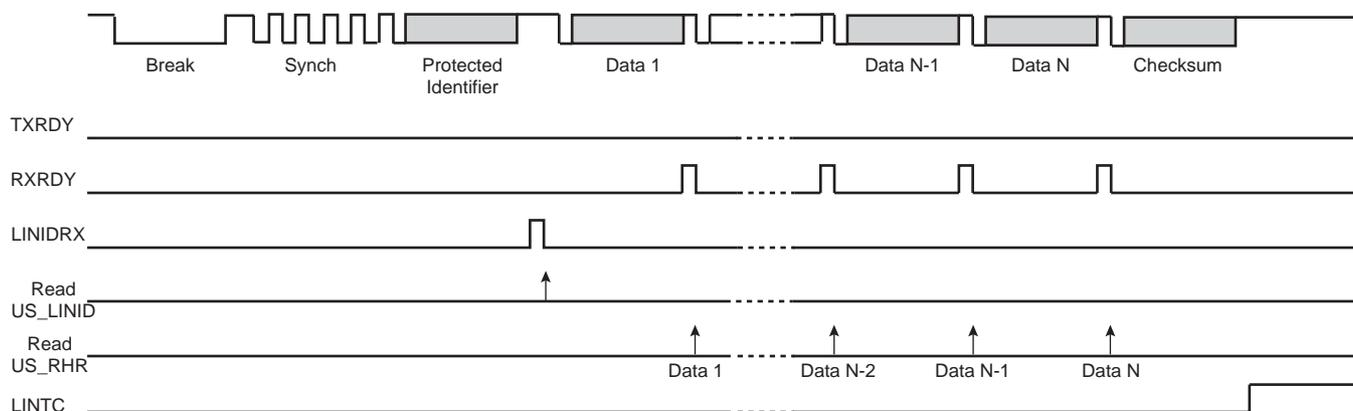 Break
Synch
Protected
Identifier
Data 1
Data N-1
Data N
Checksum
TXRDY
RXRDY
LINIDRX
Read
US_LINID
Read
US_RHR
Data 1
Data N-2
Data N-1
Data N
LINTC